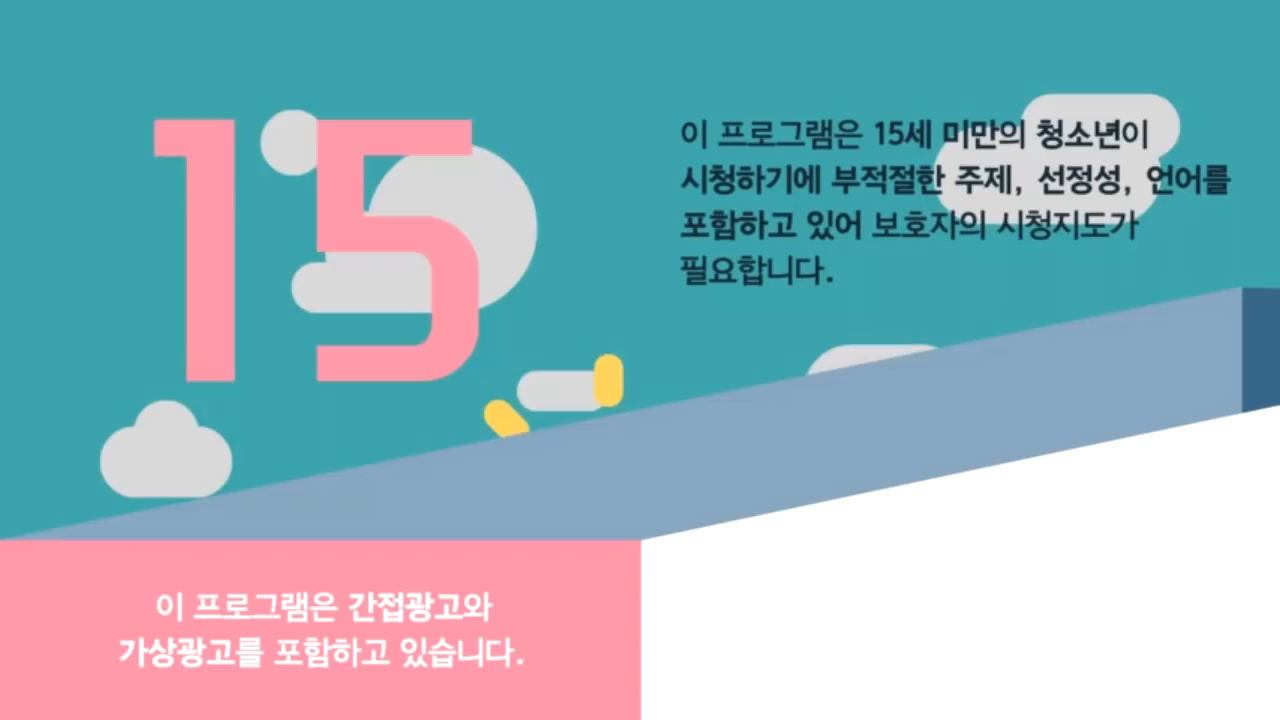 15
이 프로그램은 15세 미만의 청소년이
시청하기에 부적절한 주제, 선정성, 언어를
포함하고 있어 보호자의 시청지도가
필요합니다.
이 프로그램은 간접광고와
가상광고를 포함하고 있습니다.